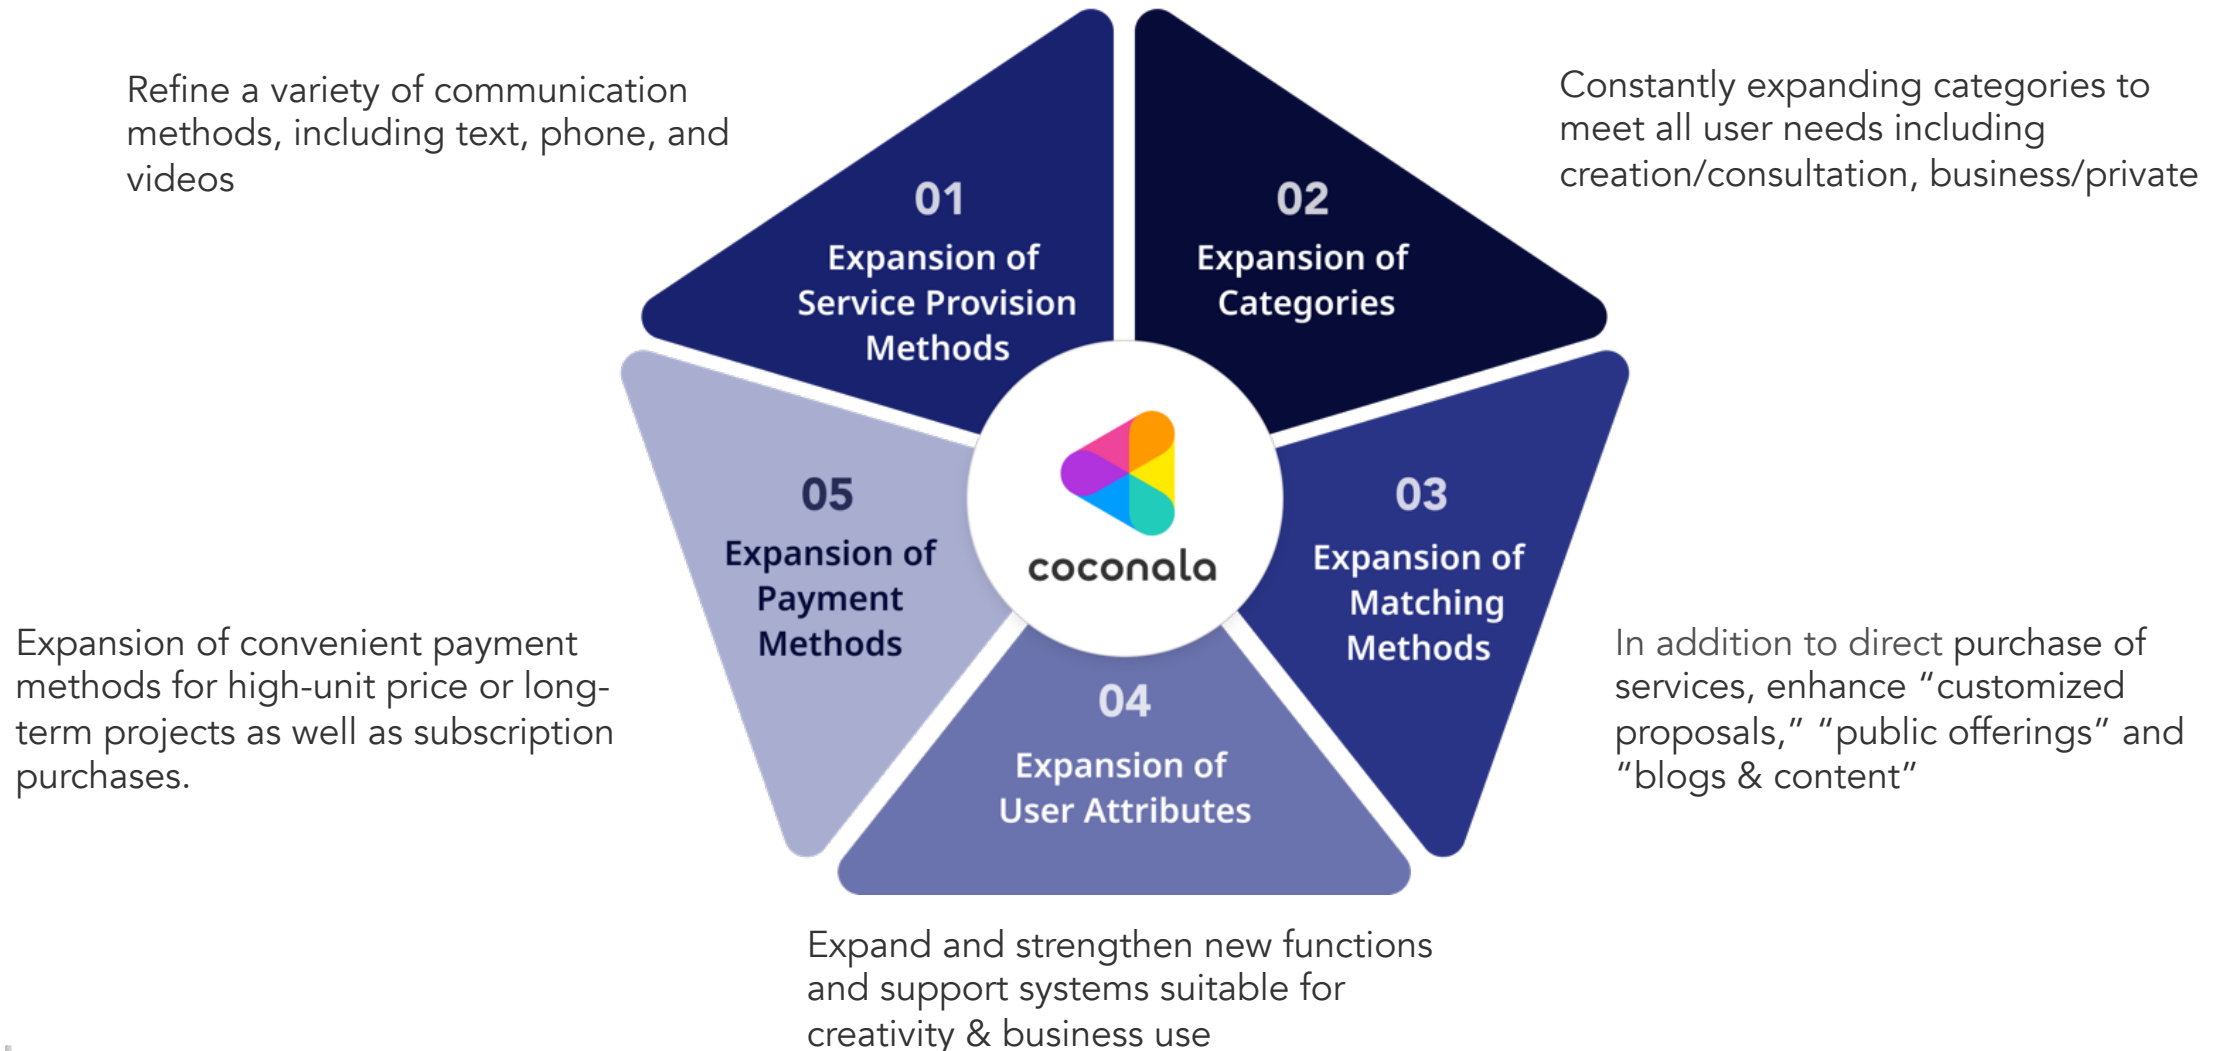 Refine a variety of communication
methods, including text, phone, and
videos
01
Expansion of
Service Provision
Methods
02
Expansion of
Categories
Constantly expanding categories to
meet all user needs including
creation/consultation, business/private
03
Expansion of
Matching
Methods
In addition to direct purchase of
services, enhance “customized
proposals,” “public offerings” and
“blogs & content”
04
Expansion of
User Attributes
Expand and strengthen new functions
and support systems suitable for
creativity & business use
05
Expansion of
Payment
Methods
Expansion of convenient payment
methods for high-unit price or long-
term projects as well as subscription
purchases.
coconala